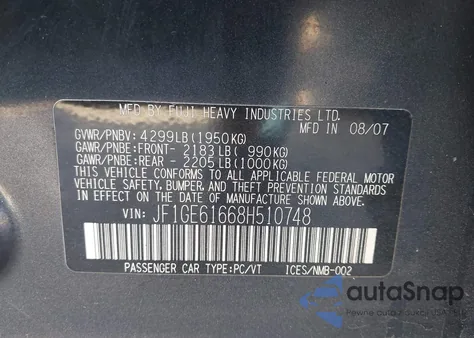 MFD BY FUJI HEAVY INDUSTRIES LTD.
MFD IN 08/07
GVWR/PNBV: 4299LB (1950KG)
GAWR/PNBE: FRONT- 2183LB ( 990KG)
GAWR/PNBE: REAR - 2205LB (1000KG)
THIS VEHICLE CONFORMS TO ALL APPLICABLE FEDERAL MOTOR
VEHICLE SAFETY, BUMPER, AND THEFT PREVENTION STANDARDS
IN EFFECT ON THE DATE OF MANUFACTURE SHOWN ABOVE.
VIN: JF1GE61668H510748
PASSENGER CAR TYPE:PC/VT ICES/NMB-002
autoSnap
Pewne auto z